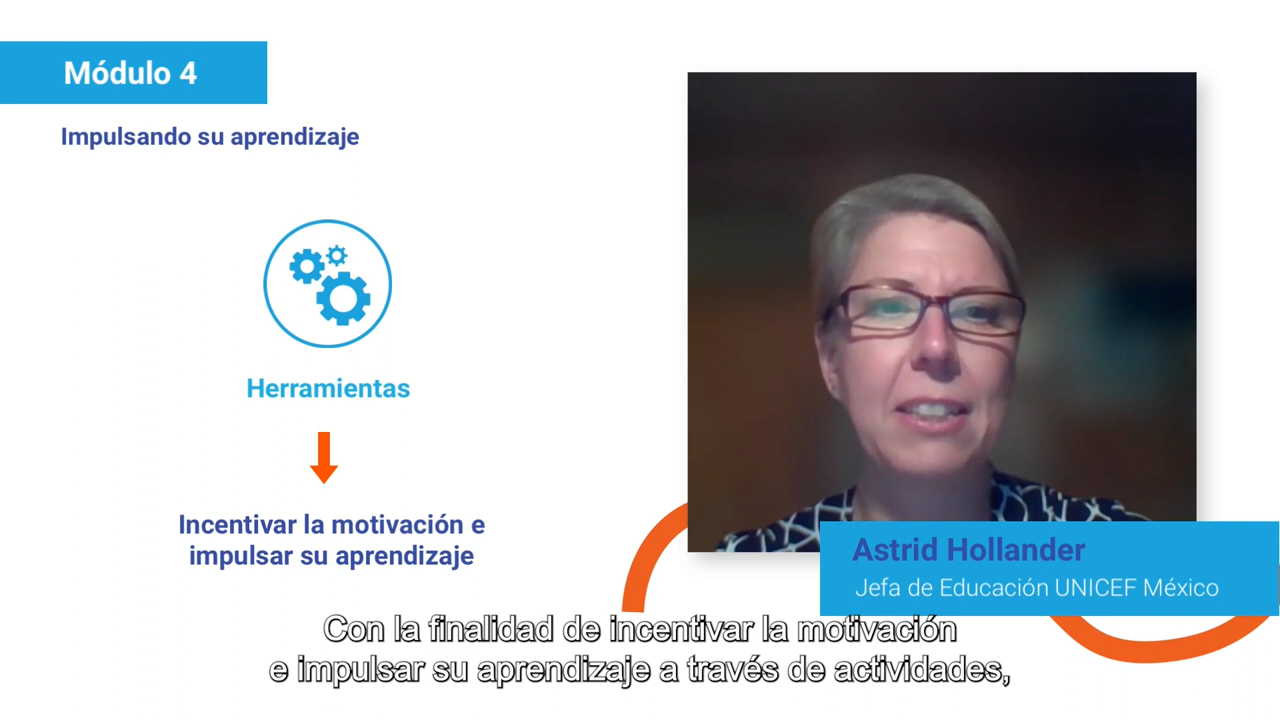 Módulo 4
Impulsando su aprendizaje
Herramientas
Incentivar la motivación e
impulsar su aprendizaje
Astrid Hollander
Jefa de Educación UNICEF México
Con la finalidad de incentivar la motivación
e impulsar su aprendizaje a través de actividades,